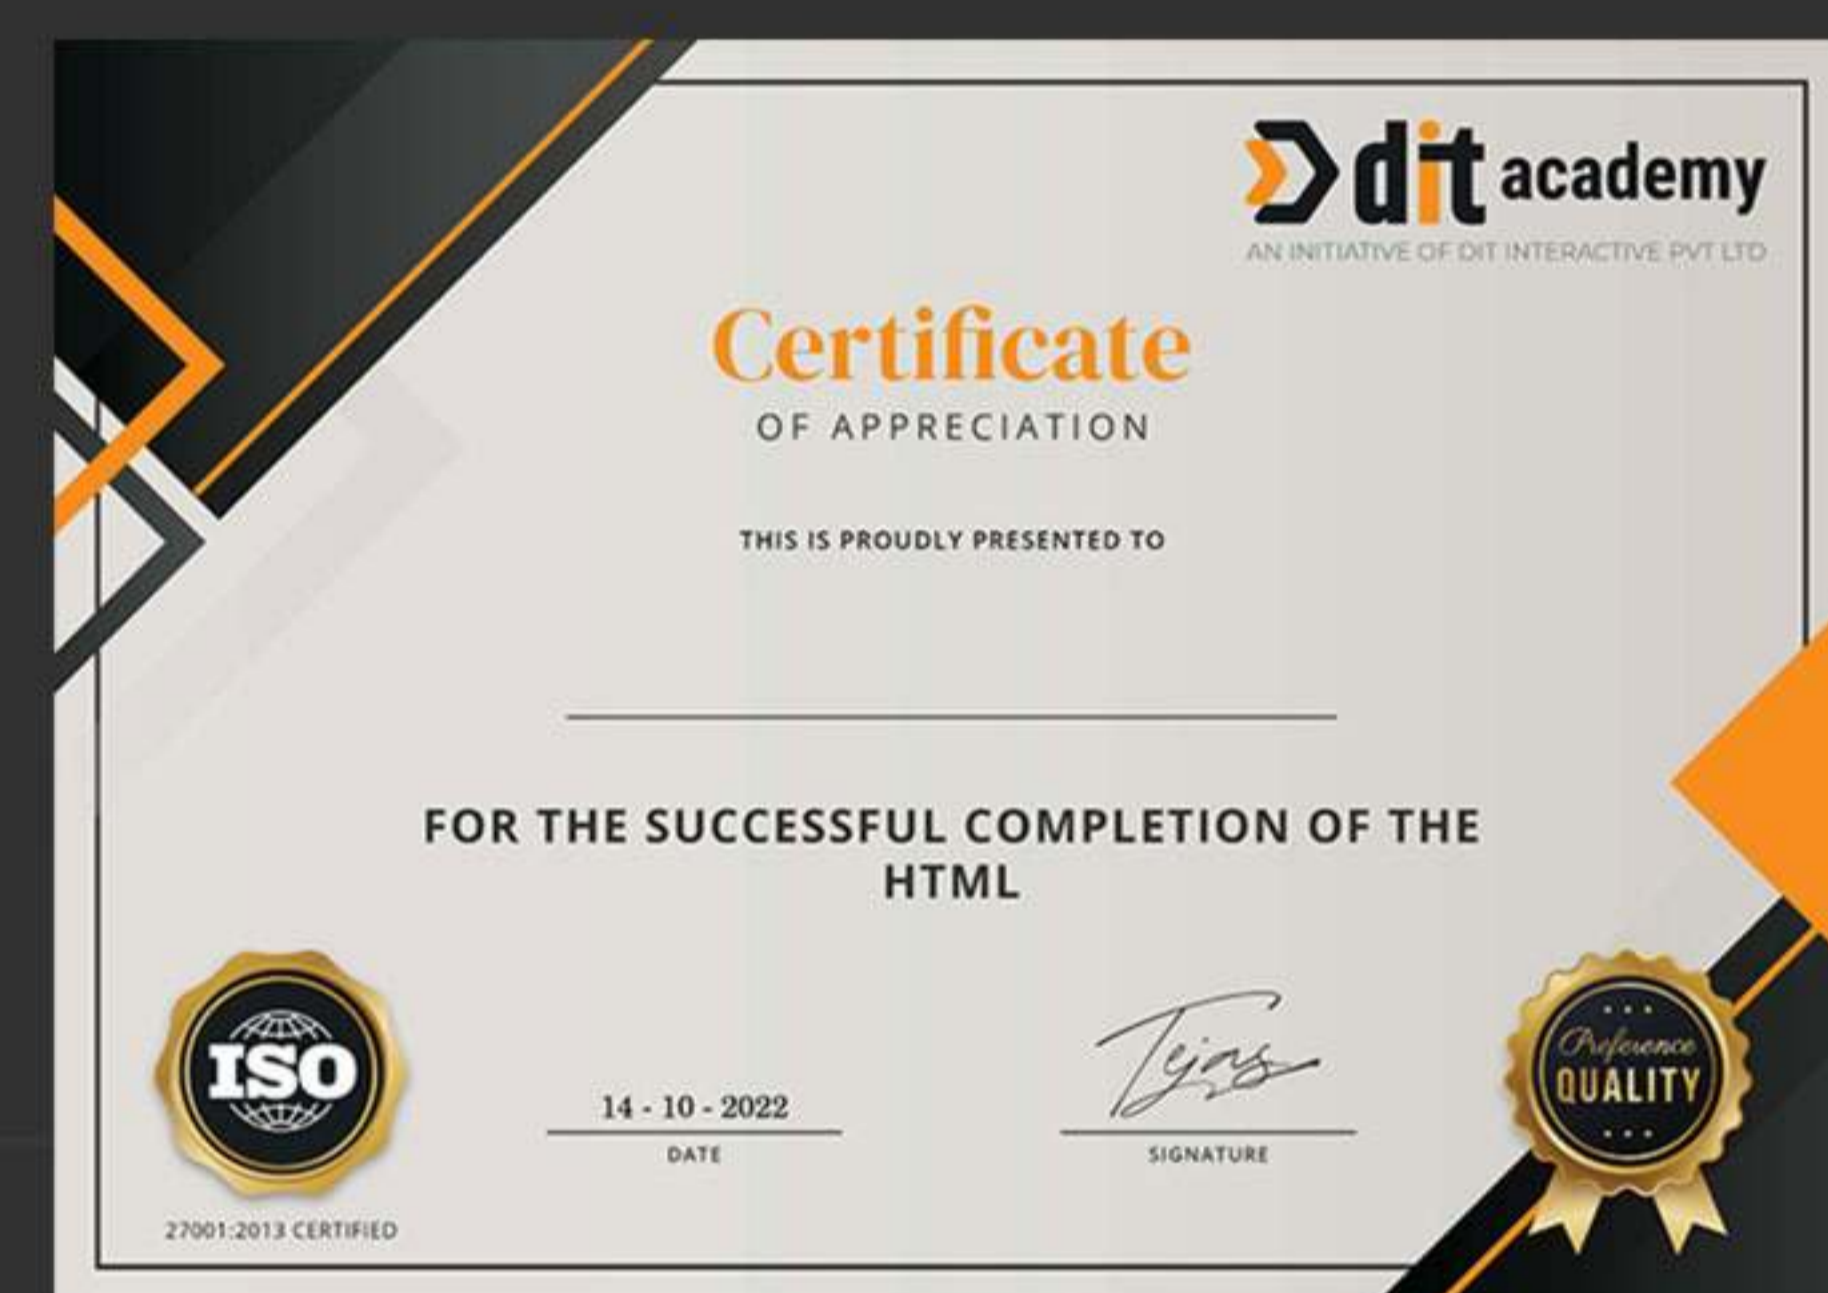 dit academy
AN INITIATIVE OF DIT INTERACTIVE PVT LTD
Certificate
OF APPRECIATION
THIS IS PROUDLY PRESENTED TO
FOR THE SUCCESSFUL COMPLETION OF THE
HTML
ISO
27001:2013 CERTIFIED
14 - 10 - 2022
DATE
Tejas
SIGNATURE
Preference
QUALITY